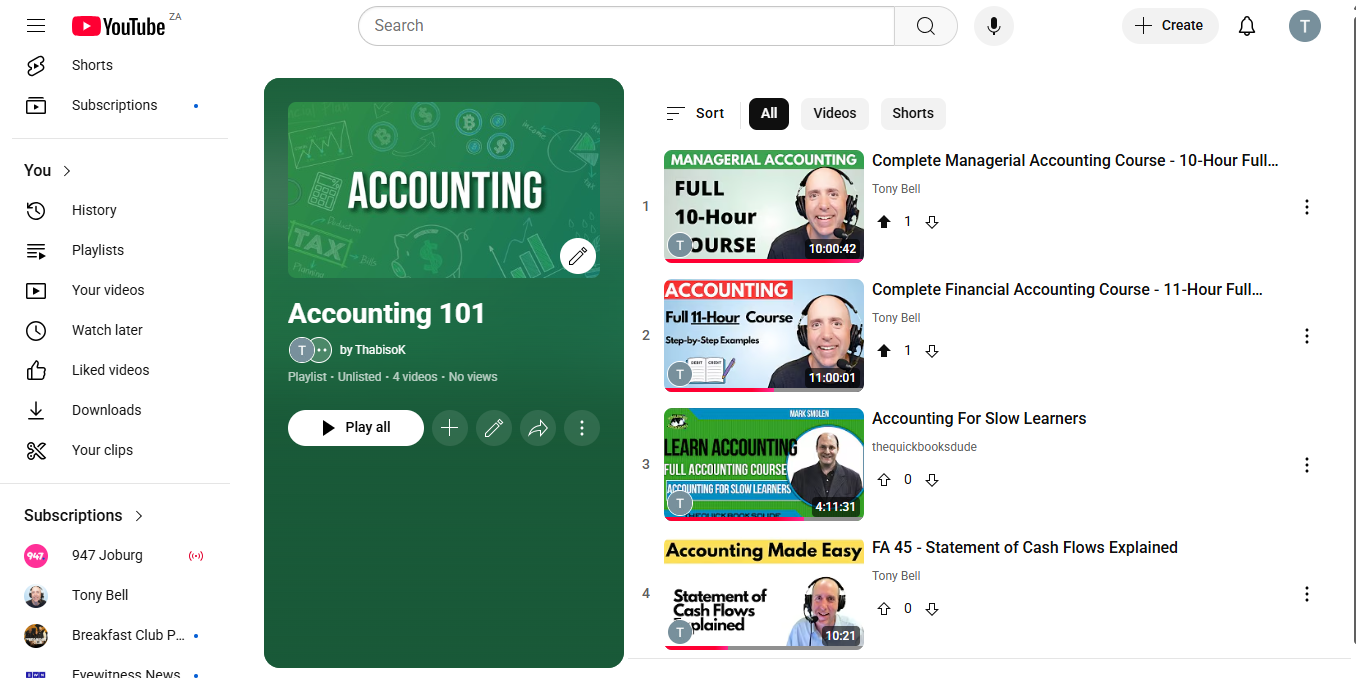 YouTube ZA
Search
Create
T
Shorts
Subscriptions
You
History
Playlists
Your videos
Watch later
Liked videos
Downloads
Your clips
Subscriptions
947 947 Joburg
Tony Bell
Breakfast Club P...
Eyewitness News
ACCOUNTING
TAX
Accounting 101
T by ThabisoK
Playlist • Unlisted • 4 videos • No views
Play all
Sort All Videos Shorts
1
MANAGERIAL ACCOUNTING
FULL
10-Hour
OURSE
T
10:00:42
Complete Managerial Accounting Course - 10-Hour Full...
Tony Bell
1
2
ACCOUNTING
Full 11-Hour Course
Step-by-Step Examples
DEBIT CREDIT
T
11:00:01
Complete Financial Accounting Course - 11-Hour Full...
Tony Bell
1
3
MARK SMOLEN
LEARN ACCOUNTING
FULL ACCOUNTING COURSE
ACCOUNTING FOR SLOW LEARNERS
T
4:11:31
Accounting For Slow Learners
thequickbooksdude
0
4
Accounting Made Easy
Statement of
Cash Flows
xplained
T
10:21
FA 45 - Statement of Cash Flows Explained
Tony Bell
0